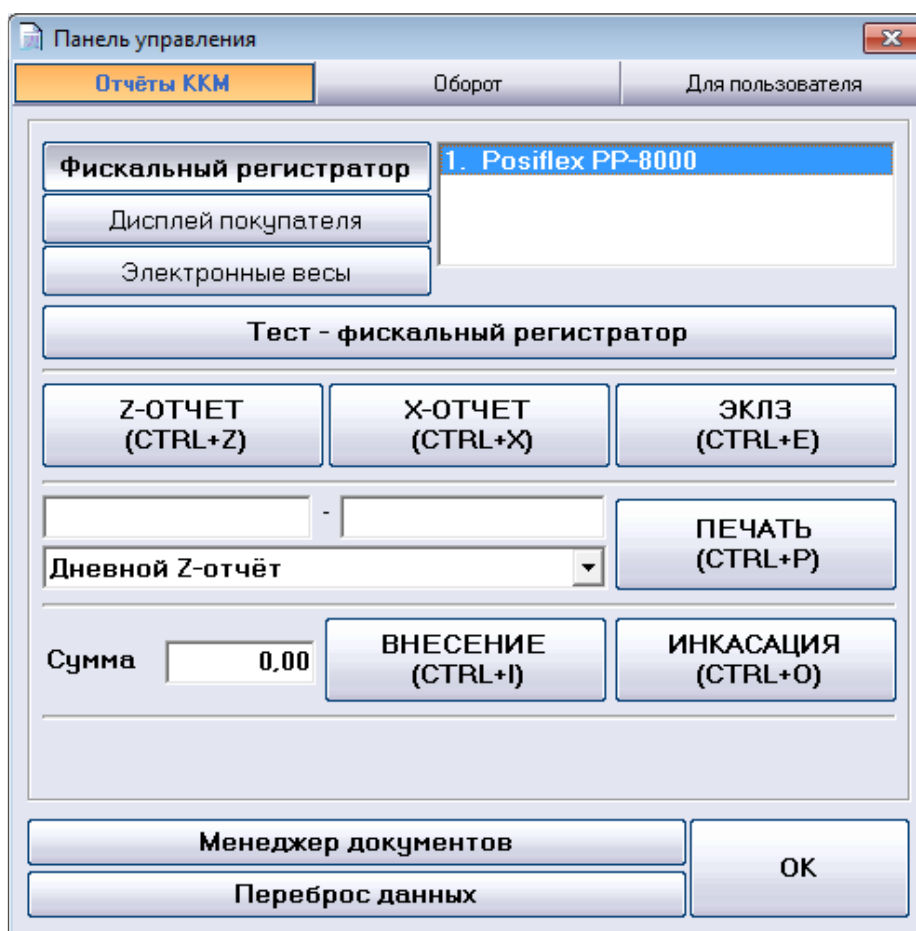 Панель управления
Отчёты ККМ
Оборот
Для пользователя
Фискальный регистратор
1. Posiflex PP-8000
Дисплей покупателя
Электронные весы
Тест - фискальный регистратор
Z-ОТЧЕТ
(CTRL+Z)
X-ОТЧЕТ
(CTRL+X)
ЭКЛЗ
(CTRL+E)
-
Дневной Z-отчёт
ПЕЧАТЬ
(CTRL+P)
Сумма
0,00
ВНЕСЕНИЕ
(CTRL+I)
ИНКАСАЦИЯ
(CTRL+O)
Менеджер документов
Переброс данных
ОК